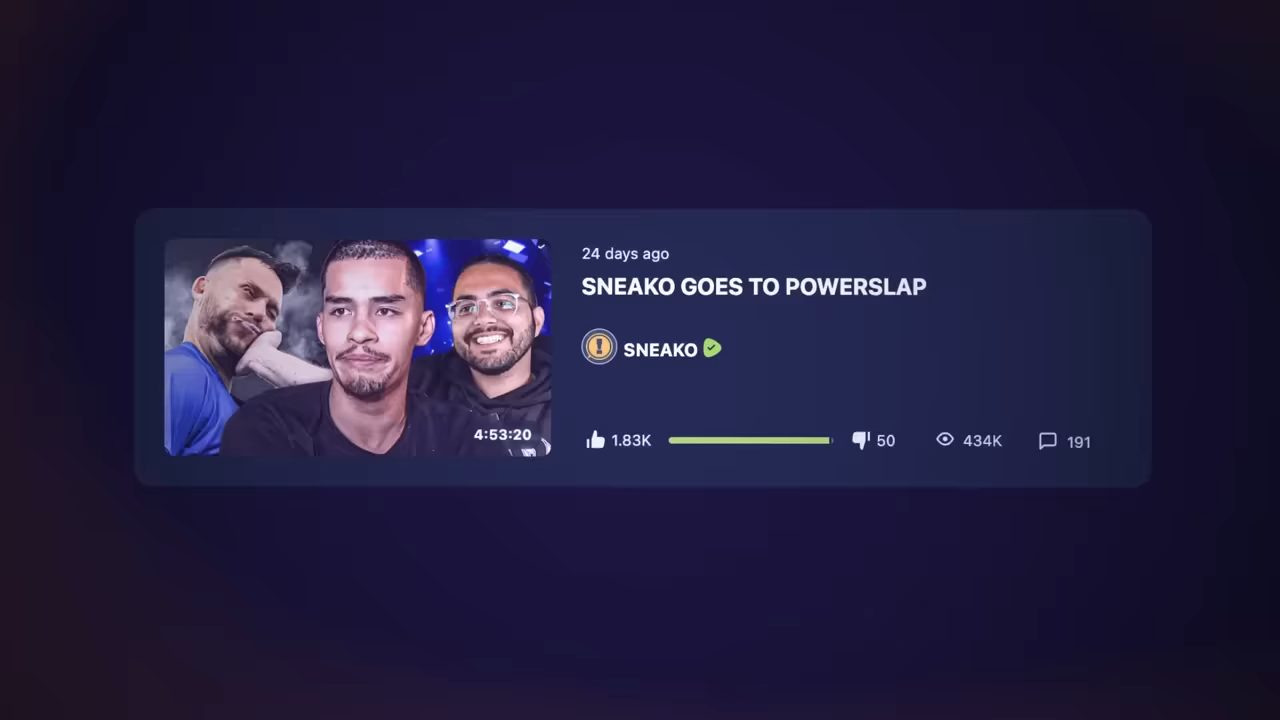 24 days ago
SNEAKO GOES TO POWERSLAP
SNEAKO
4:53:20
1.83K 50 434K 191